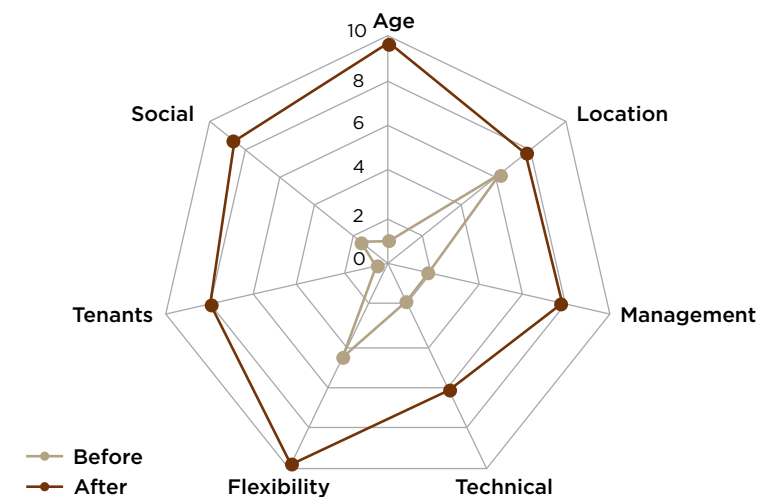 Age
10
8
6
4
2
0
Social
Location
Tenants
Management
Flexibility
Technical
Before
After